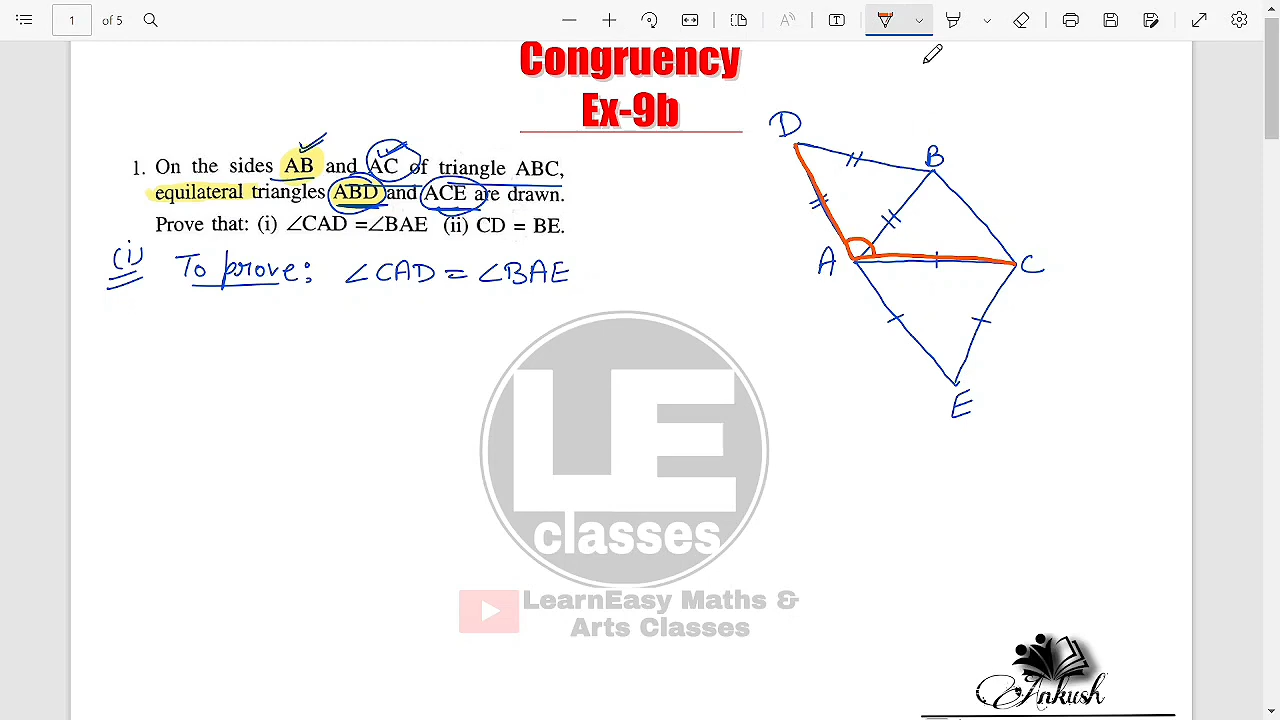 1
of 5
Congruency
Ex-9b
1. On the sides AB and AC of triangle ABC,
equilateral triangles ABD and ACE are drawn.
Prove that: (i) ∠CAD =∠BAE (ii) CD = BE.
(i) To prove: ∠CAD = ∠BAE
D
B
A
C
E
LE
classes
LearnEasy Maths &
Arts Classes
Ankush